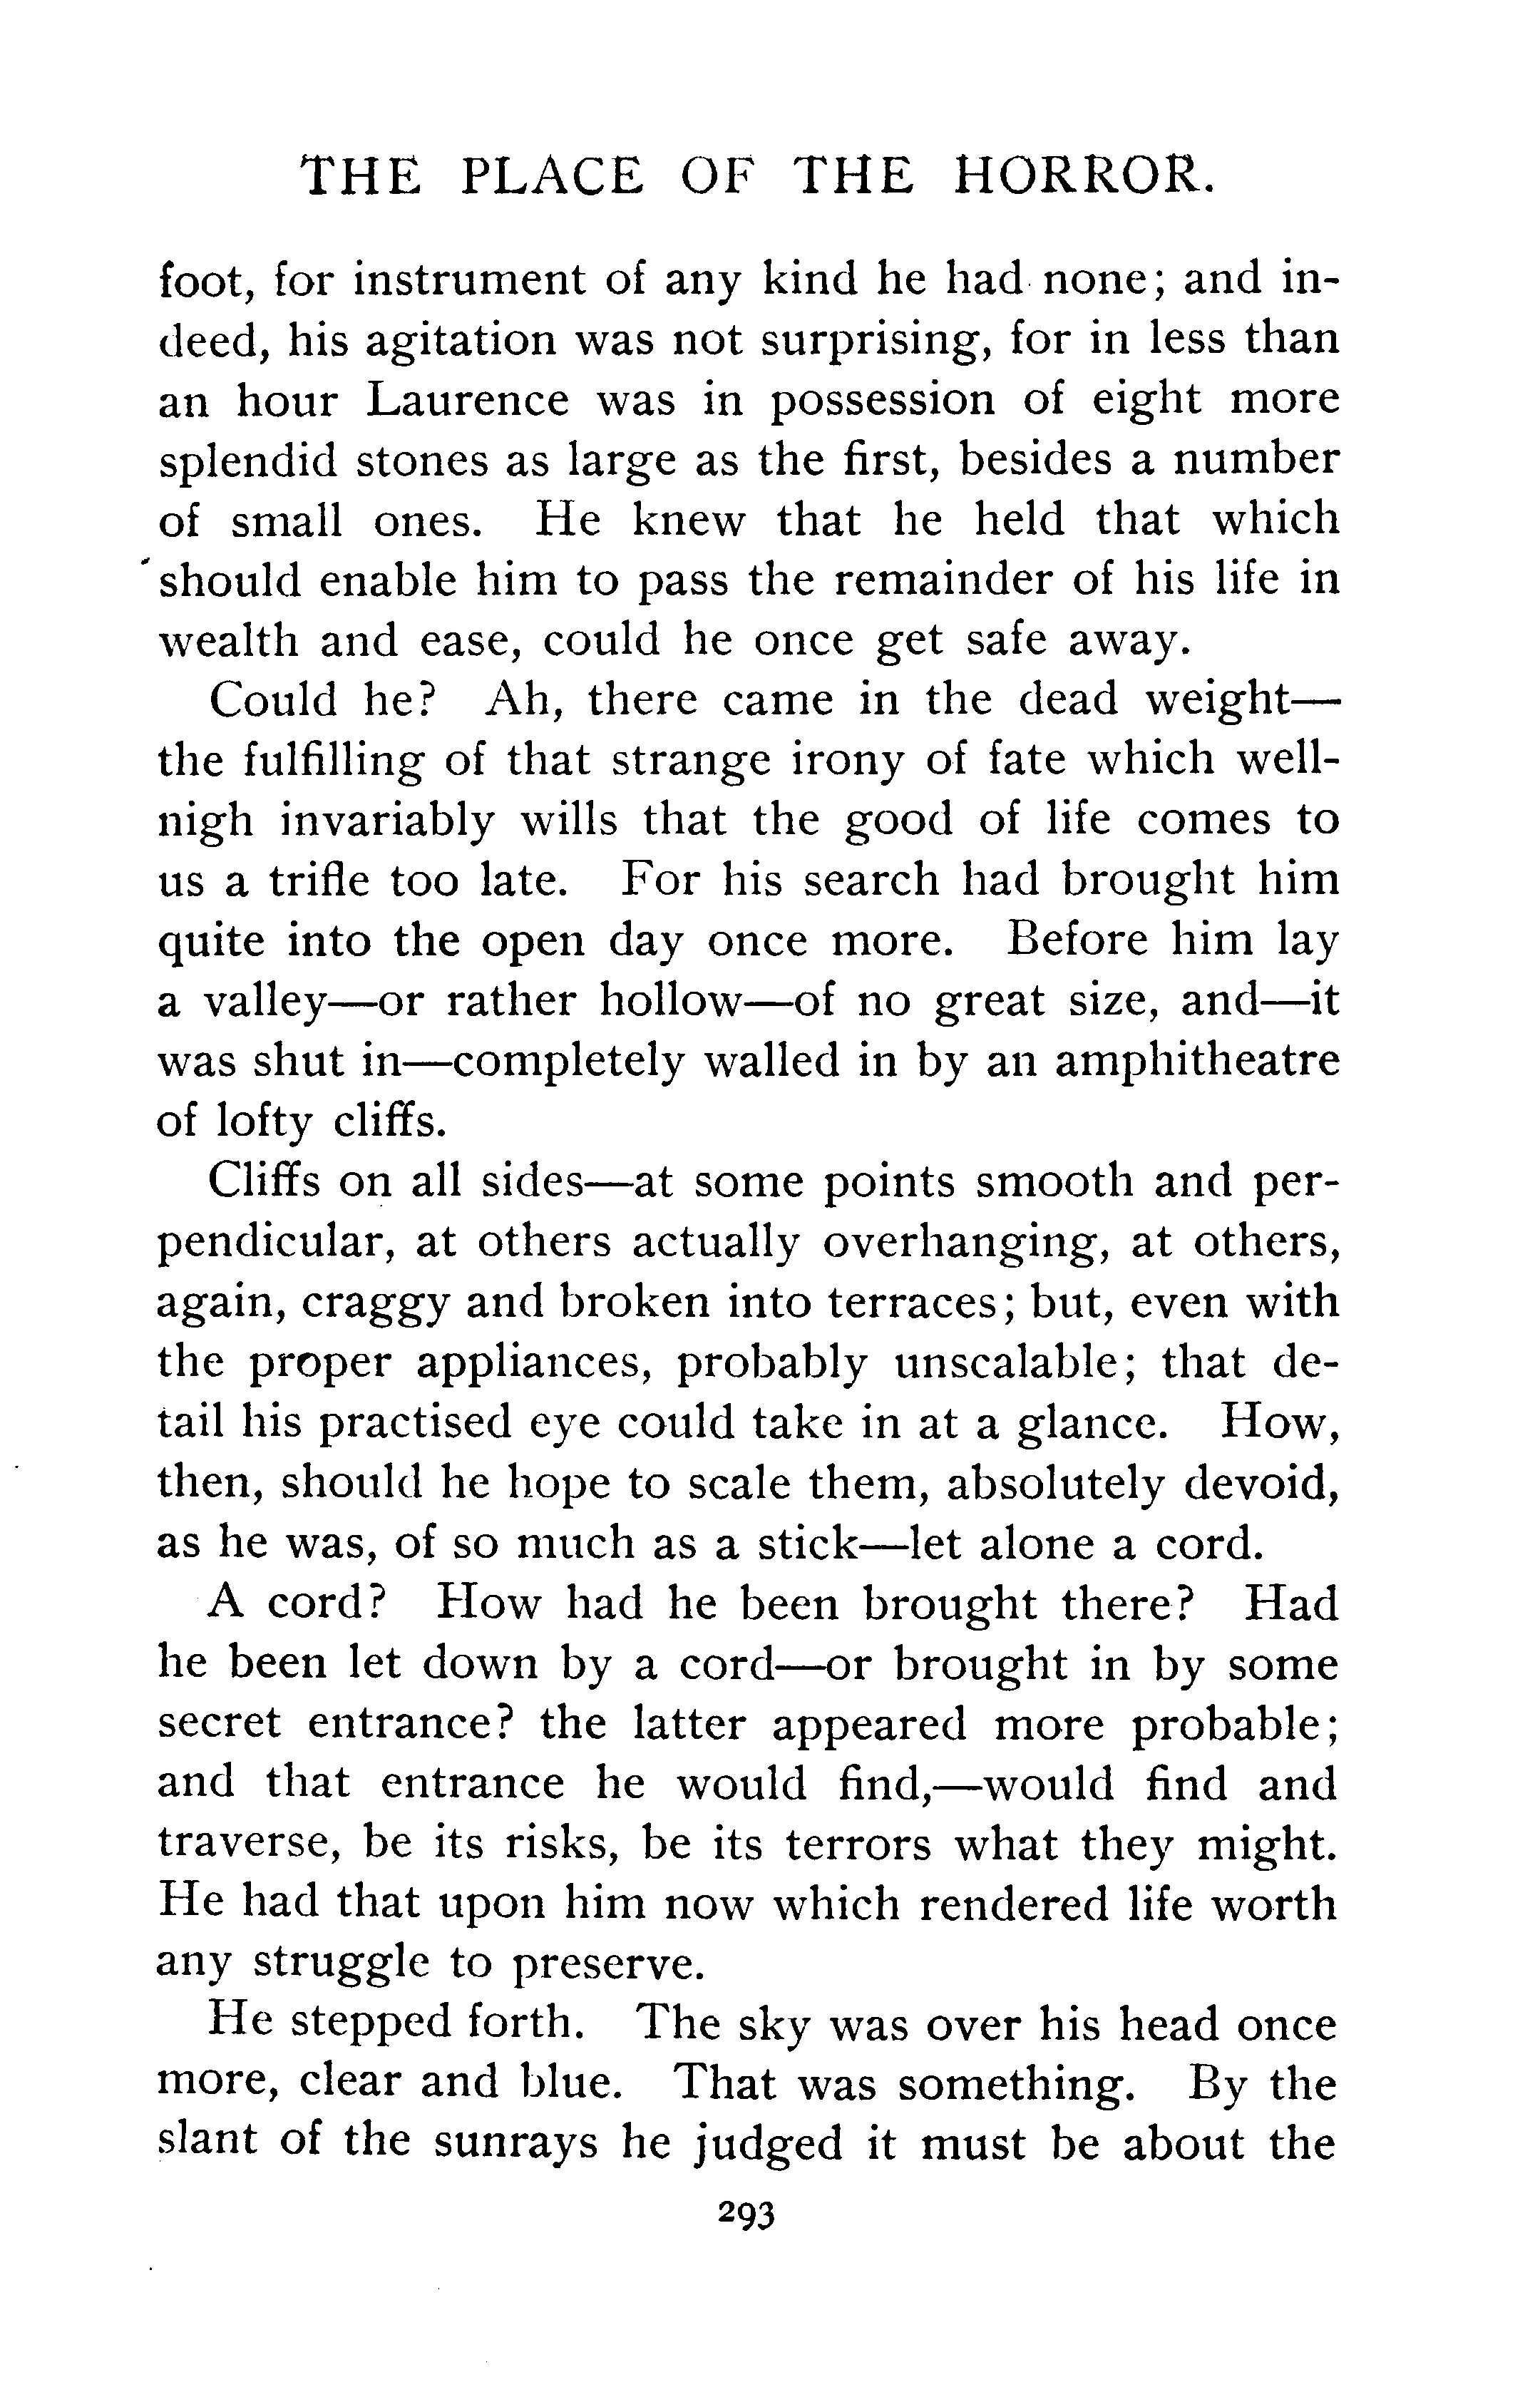 THE PLACE OF THE HORROR.
foot, for instrument of any kind he had none; and in-
deed, his agitation was not surprising, for in less than
an hour Laurence was in possession of eight more
splendid stones as large as the first, besides a number
of small ones. He knew that he held that which
should enable him to pass the remainder of his life in
wealth and ease, could he once get safe away.
Could he? Ah, there came in the dead weight—
the fulfilling of that strange irony of fate which well-
nigh invariably wills that the good of life comes to
us a trifle too late. For his search had brought him
quite into the open day once more. Before him lay
a valley—or rather hollow—of no great size, and—it
was shut in—completely walled in by an amphitheatre
of lofty cliffs.
Cliffs on all sides—at some points smooth and per-
pendicular, at others actually overhanging, at others,
again, craggy and broken into terraces; but, even with
the proper appliances, probably unscalable; that de-
tail his practised eye could take in at a glance. How,
then, should he hope to scale them, absolutely devoid,
as he was, of so much as a stick—let alone a cord.
A cord? How had he been brought there? Had
he been let down by a cord—or brought in by some
secret entrance? the latter appeared more probable;
and that entrance he would find,—would find and
traverse, be its risks, be its terrors what they might.
He had that upon him now which rendered life worth
any struggle to preserve.
He stepped forth. The sky was over his head once
more, clear and blue. That was something. By the
slant of the sunrays he judged it must be about the
293